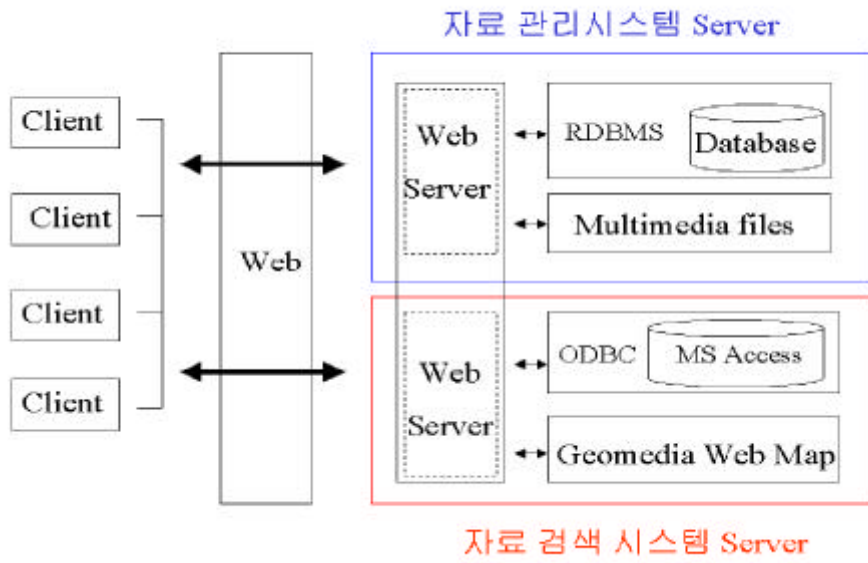 자료 관리시스템 Server
Client
Client
Client
Client
Web
Web
Server
RDBMS
Database
Multimedia files
Web
Server
ODBC
MS Access
Geomedia Web Map
자료 검색 시스템 Server